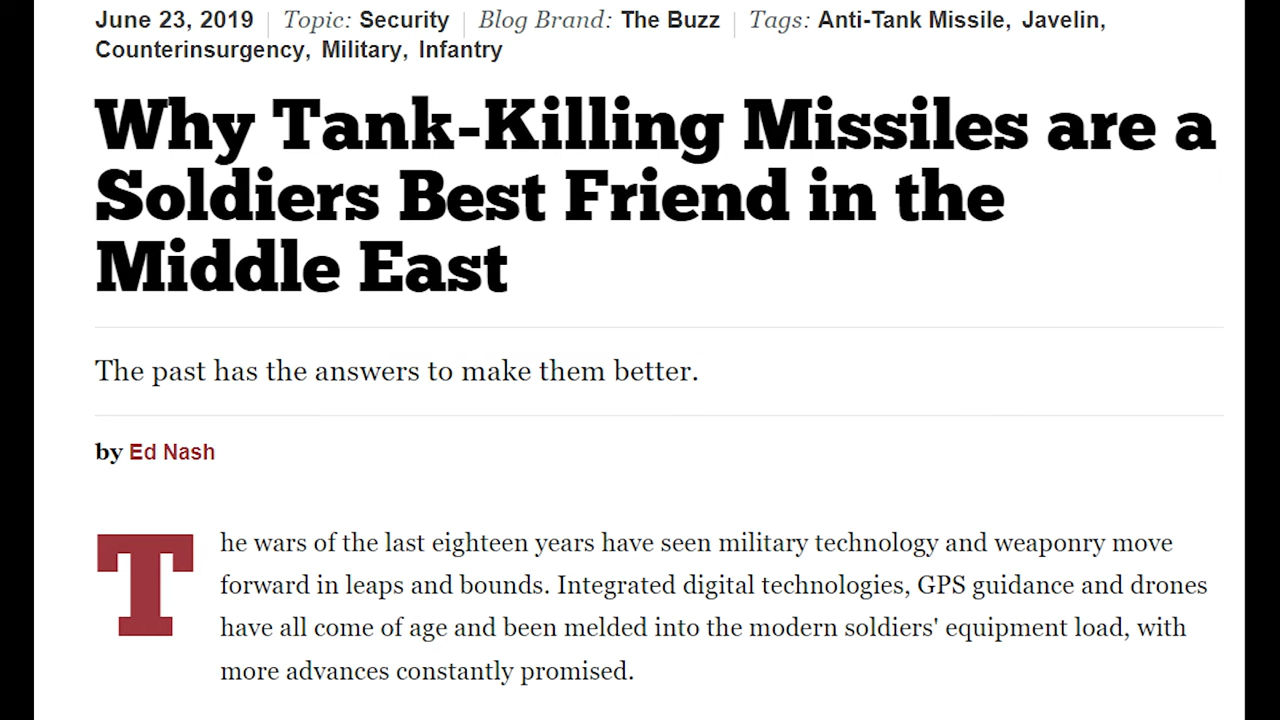 June 23, 2019 Topic: Security Blog Brand: The Buzz Tags: Anti-Tank Missile, Javelin,
Counterinsurgency, Military, Infantry
Why Tank-Killing Missiles are a
Soldiers Best Friend in the
Middle East
The past has the answers to make them better.
by Ed Nash
The wars of the last eighteen years have seen military technology and weaponry move
forward in leaps and bounds. Integrated digital technologies, GPS guidance and drones
have all come of age and been melded into the modern soldiers' equipment load, with
more advances constantly promised.